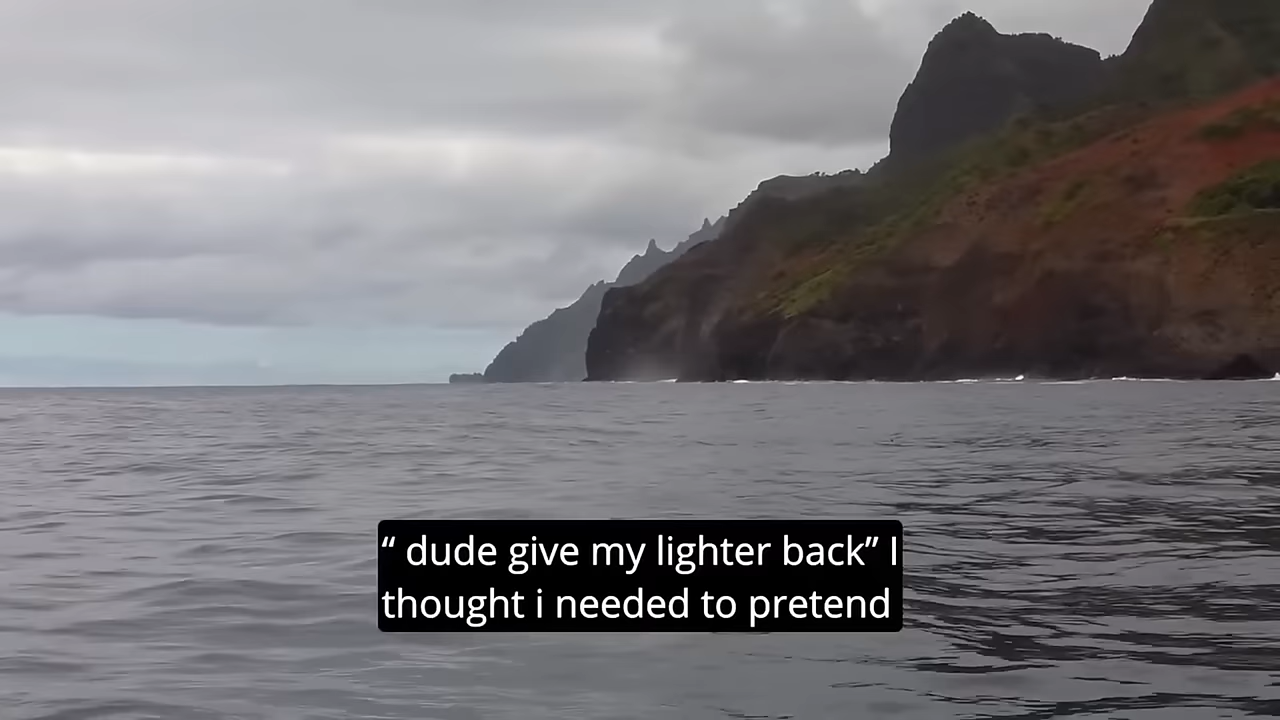 “ dude give my lighter back” I
thought i needed to pretend